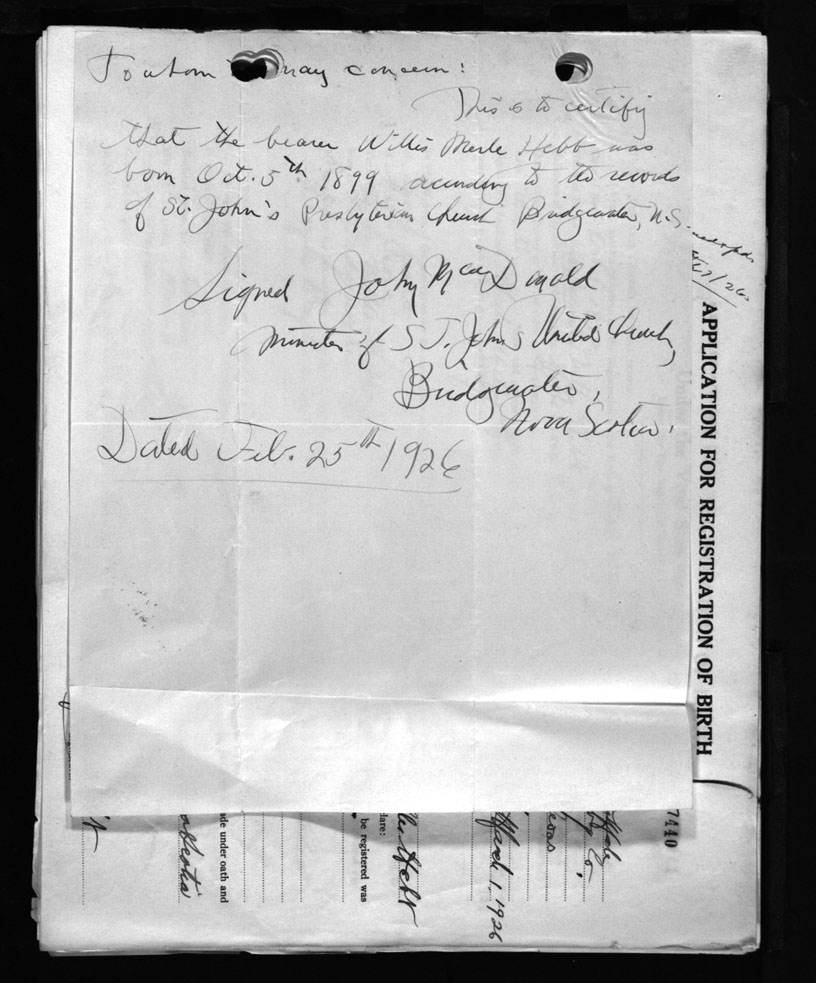 To whom may concern:
This is to certify
that the bearer Willis Merle Hebb was
born Oct. 5th 1899 according to the records
of St. John's Presbyterian Church Bridgewater, N.S.
Signed John MacDonald
Minister of St. John's United Church,
Bridgewater,
Nova Scotia.
Dated Feb. 25th 1926
APPLICATION FOR REGISTRATION OF BIRTH
7440
March 1, 1926
Hebb
lare:
be registered was
ade under oath and